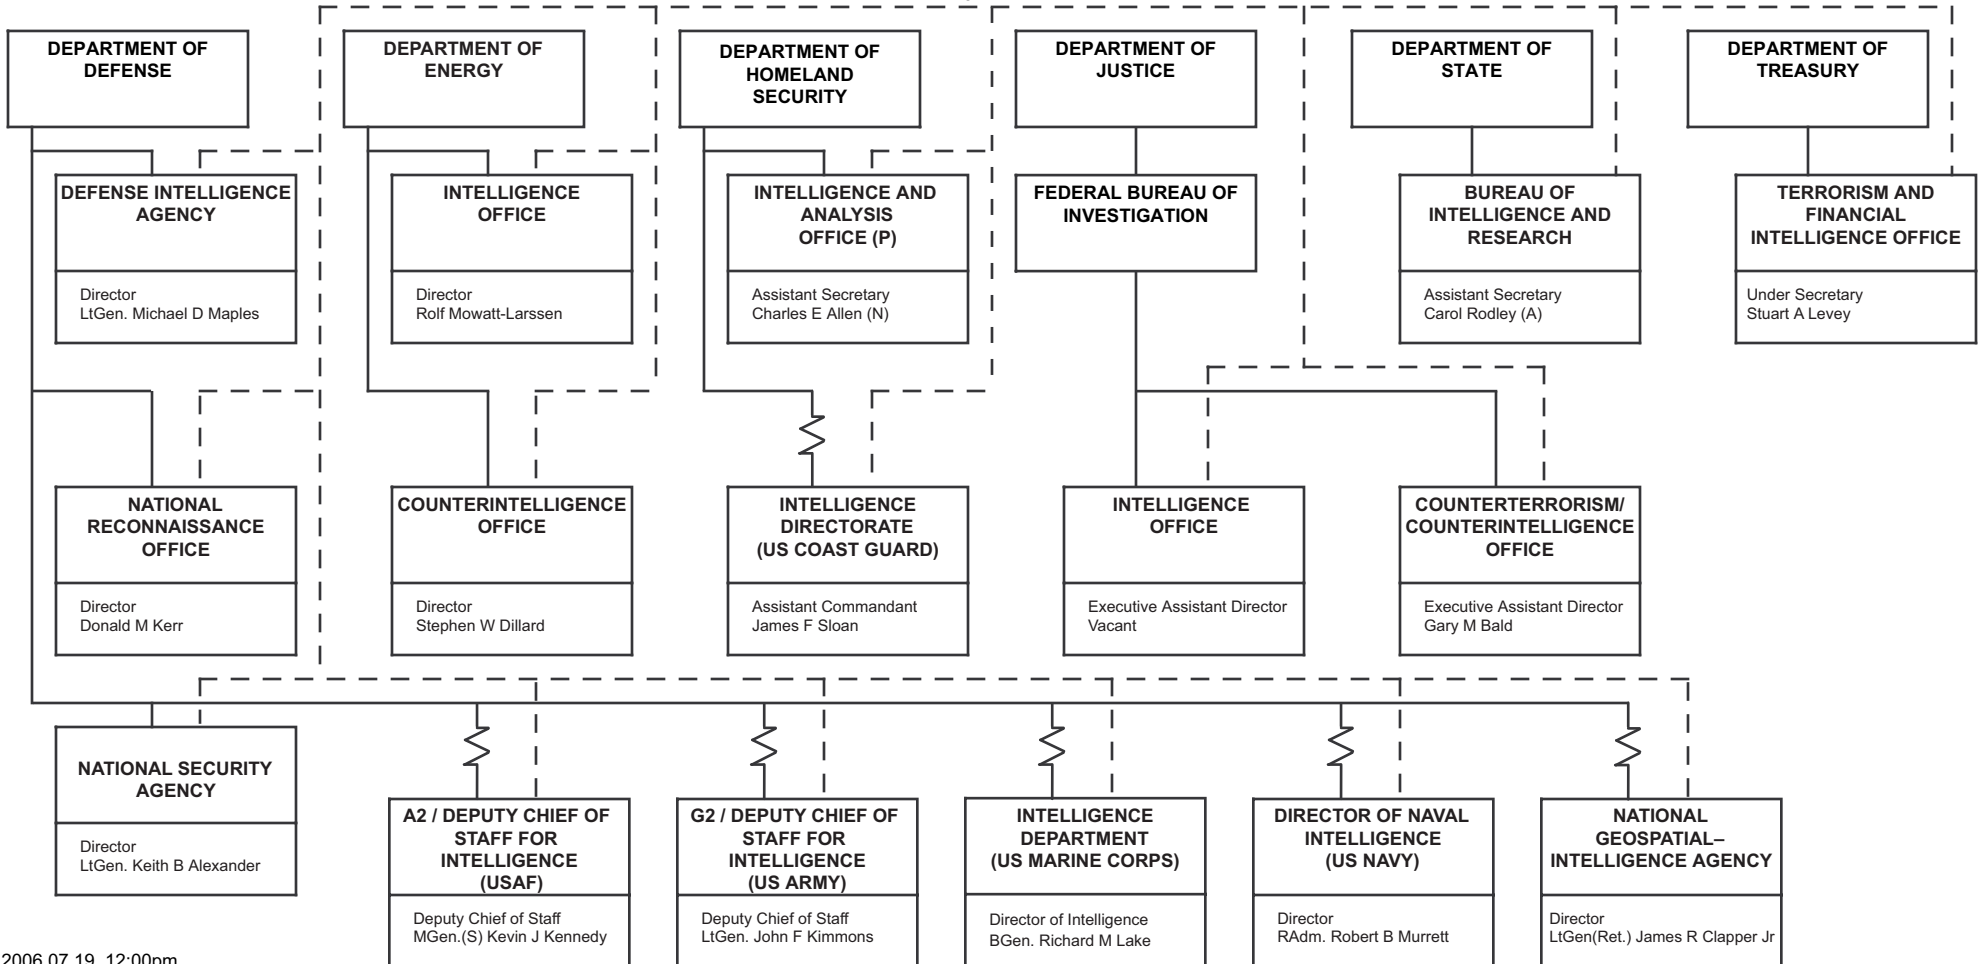 DEPARTMENT OF
DEFENSE
DEPARTMENT OF
ENERGY
DEPARTMENT OF
HOMELAND
SECURITY
DEPARTMENT OF
JUSTICE
DEPARTMENT OF
STATE
DEPARTMENT OF
TREASURY
DEFENSE INTELLIGENCE
AGENCY
Director
LtGen. Michael D Maples
INTELLIGENCE
OFFICE
Director
Rolf Mowatt-Larssen
INTELLIGENCE AND
ANALYSIS
OFFICE (P)
Assistant Secretary
Charles E Allen (N)
FEDERAL BUREAU OF
INVESTIGATION
BUREAU OF
INTELLIGENCE AND
RESEARCH
Assistant Secretary
Carol Rodley (A)
TERRORISM AND
FINANCIAL
INTELLIGENCE OFFICE
Under Secretary
Stuart A Levey
NATIONAL
RECONNAISSANCE
OFFICE
Director
Donald M Kerr
COUNTERINTELLIGENCE
OFFICE
Director
Stephen W Dillard
INTELLIGENCE
DIRECTORATE
(US COAST GUARD)
Assistant Commandant
James F Sloan
INTELLIGENCE
OFFICE
Executive Assistant Director
Vacant
COUNTERTERRORISM/
COUNTERINTELLIGENCE
OFFICE
Executive Assistant Director
Gary M Bald
NATIONAL SECURITY
AGENCY
Director
LtGen. Keith B Alexander
A2 / DEPUTY CHIEF OF
STAFF FOR
INTELLIGENCE
(USAF)
Deputy Chief of Staff
MGen.(S) Kevin J Kennedy
G2 / DEPUTY CHIEF OF
STAFF FOR
INTELLIGENCE
(US ARMY)
Deputy Chief of Staff
LtGen. John F Kimmons
INTELLIGENCE
DEPARTMENT
(US MARINE CORPS)
Director of Intelligence
BGen. Richard M Lake
DIRECTOR OF NAVAL
INTELLIGENCE
(US NAVY)
Director
RAdm. Robert B Murrett
NATIONAL
GEOSPATIAL–
INTELLIGENCE AGENCY
Director
LtGen(Ret.) James R Clapper Jr
2006.07.19, 12:00pm